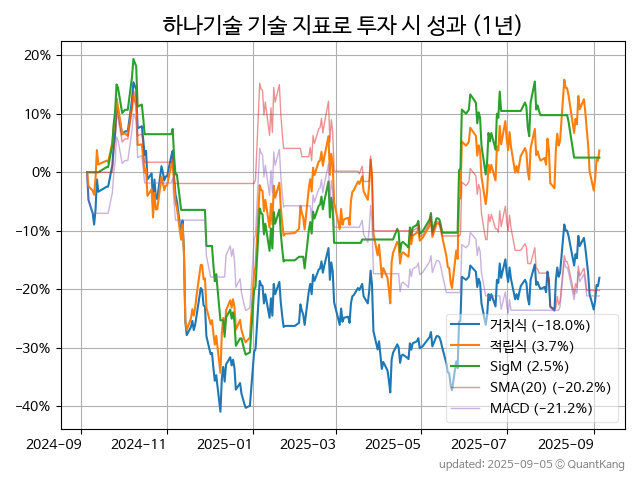 하나기술 기술 지표로 투자 시 성과 (1년)
20%
10%
0%
−10%
−20%
−30%
−40%
거치식 (−18.0%)
적립식 (3.7%)
SigM (2.5%)
SMA(20) (−20.2%)
MACD (−21.2%)
2024-09 2024-11 2025-01 2025-03 2025-05 2025-07 2025-09
updated: 2025-09-05 © QuantKang